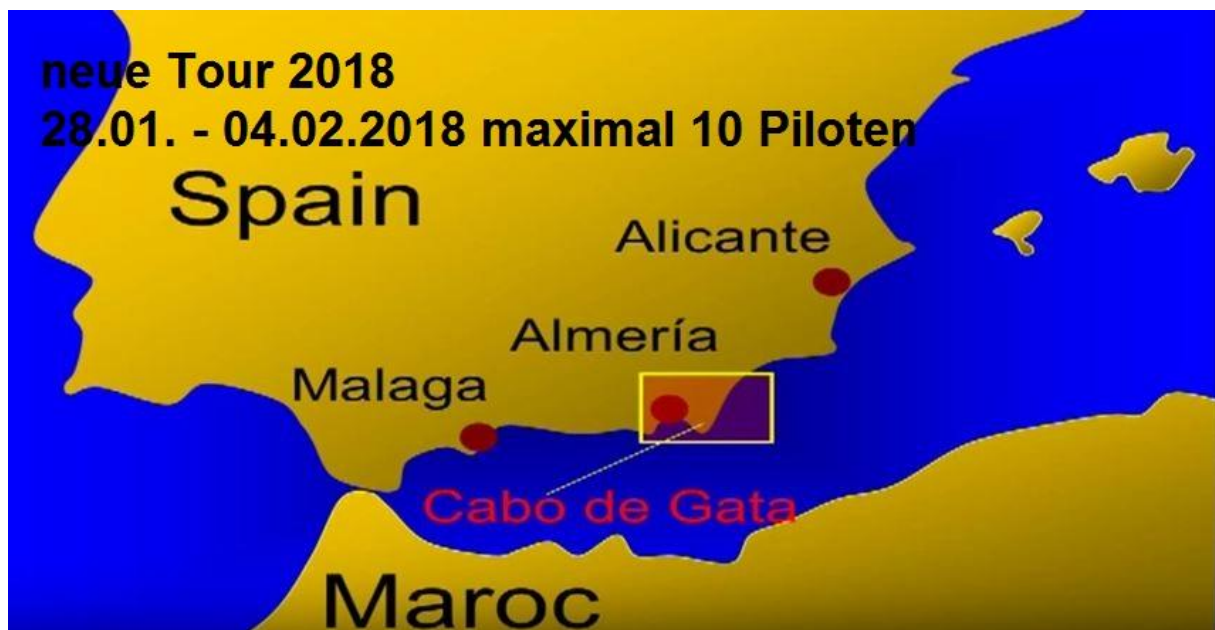 neue Tour 2018
28.01. - 04.02.2018 maximal 10 Piloten
Spain
Alicante
Almería
Malaga
Cabo de Gata
Maroc